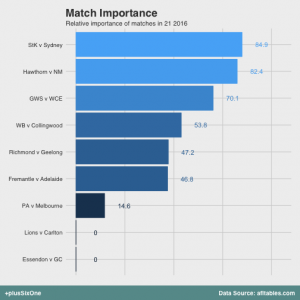 Match Importance
Relative importance of matches in 21 2016
StK v Sydney 84.9
Hawthorn v NM 82.4
GWS v WCE 70.1
WB v Collingwood 53.8
Richmond v Geelong 47.2
Fremantle v Adelaide 46.8
PA v Melbourne 14.6
Lions v Carlton 0
Essendon v GC 0
+plusSixOne Data Source: afltables.com